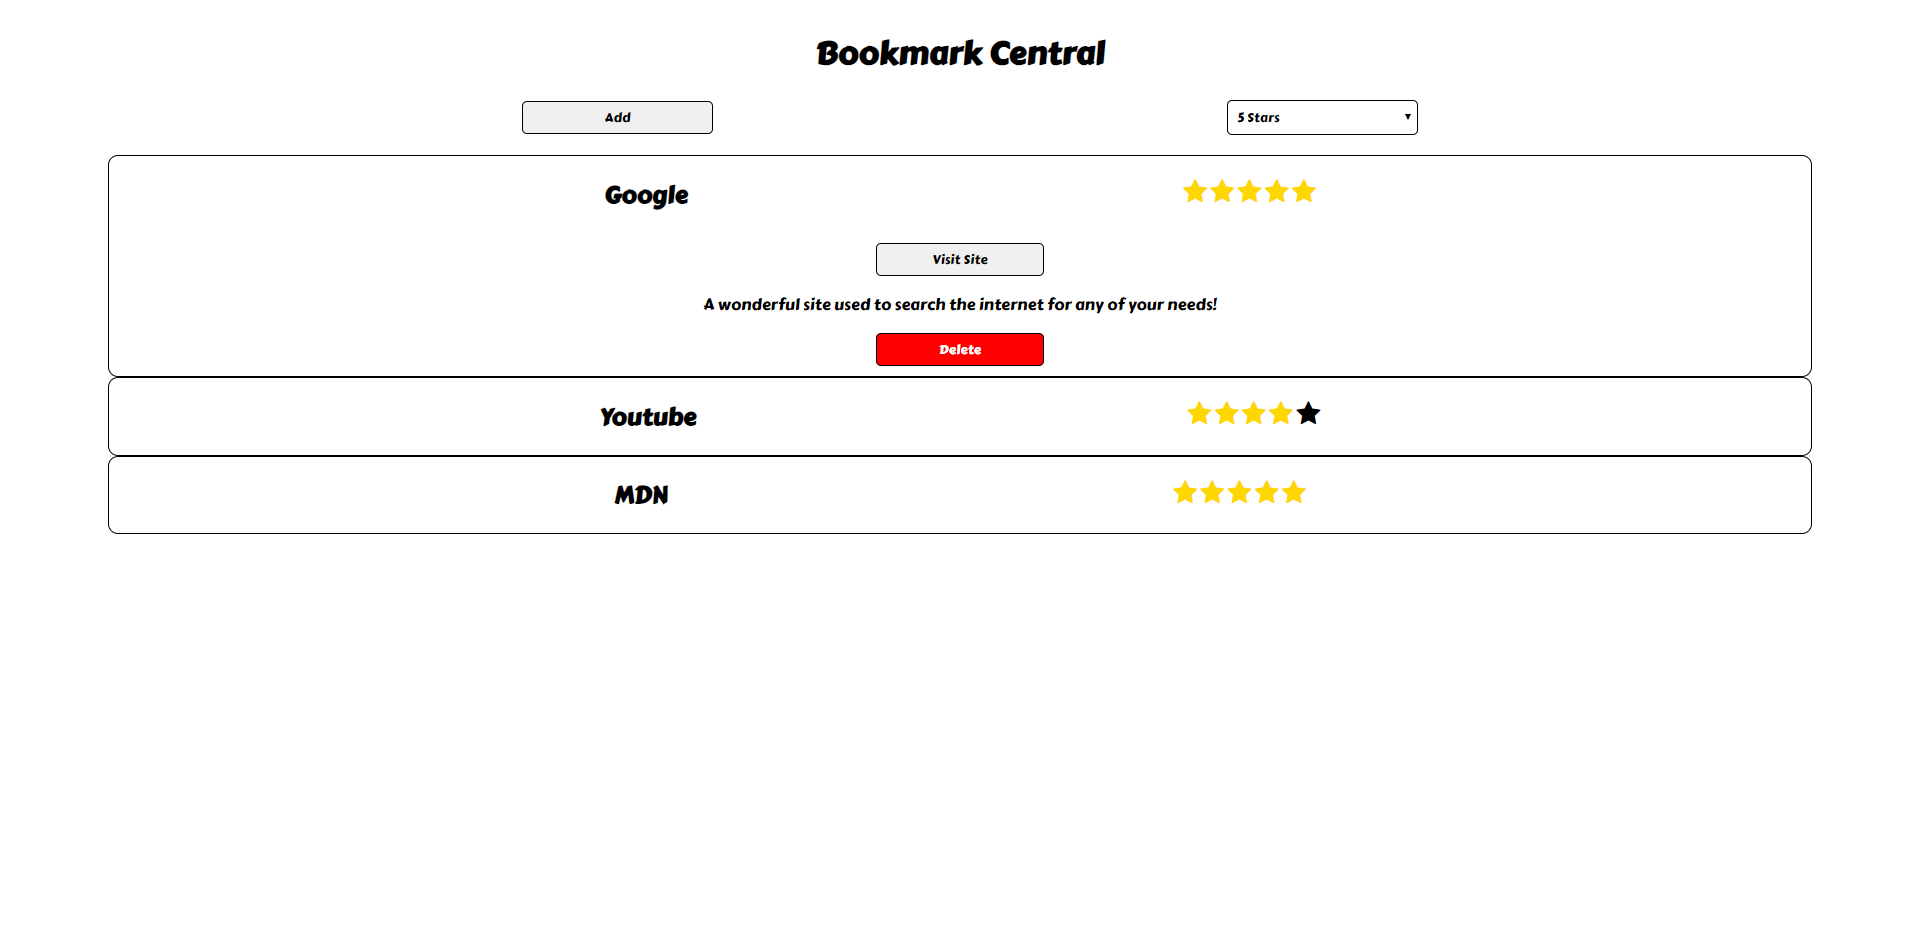 Bookmark Central
Add
5 Stars
Google
Visit Site
A wonderful site used to search the internet for any of your needs!
Delete
Youtube
MDN